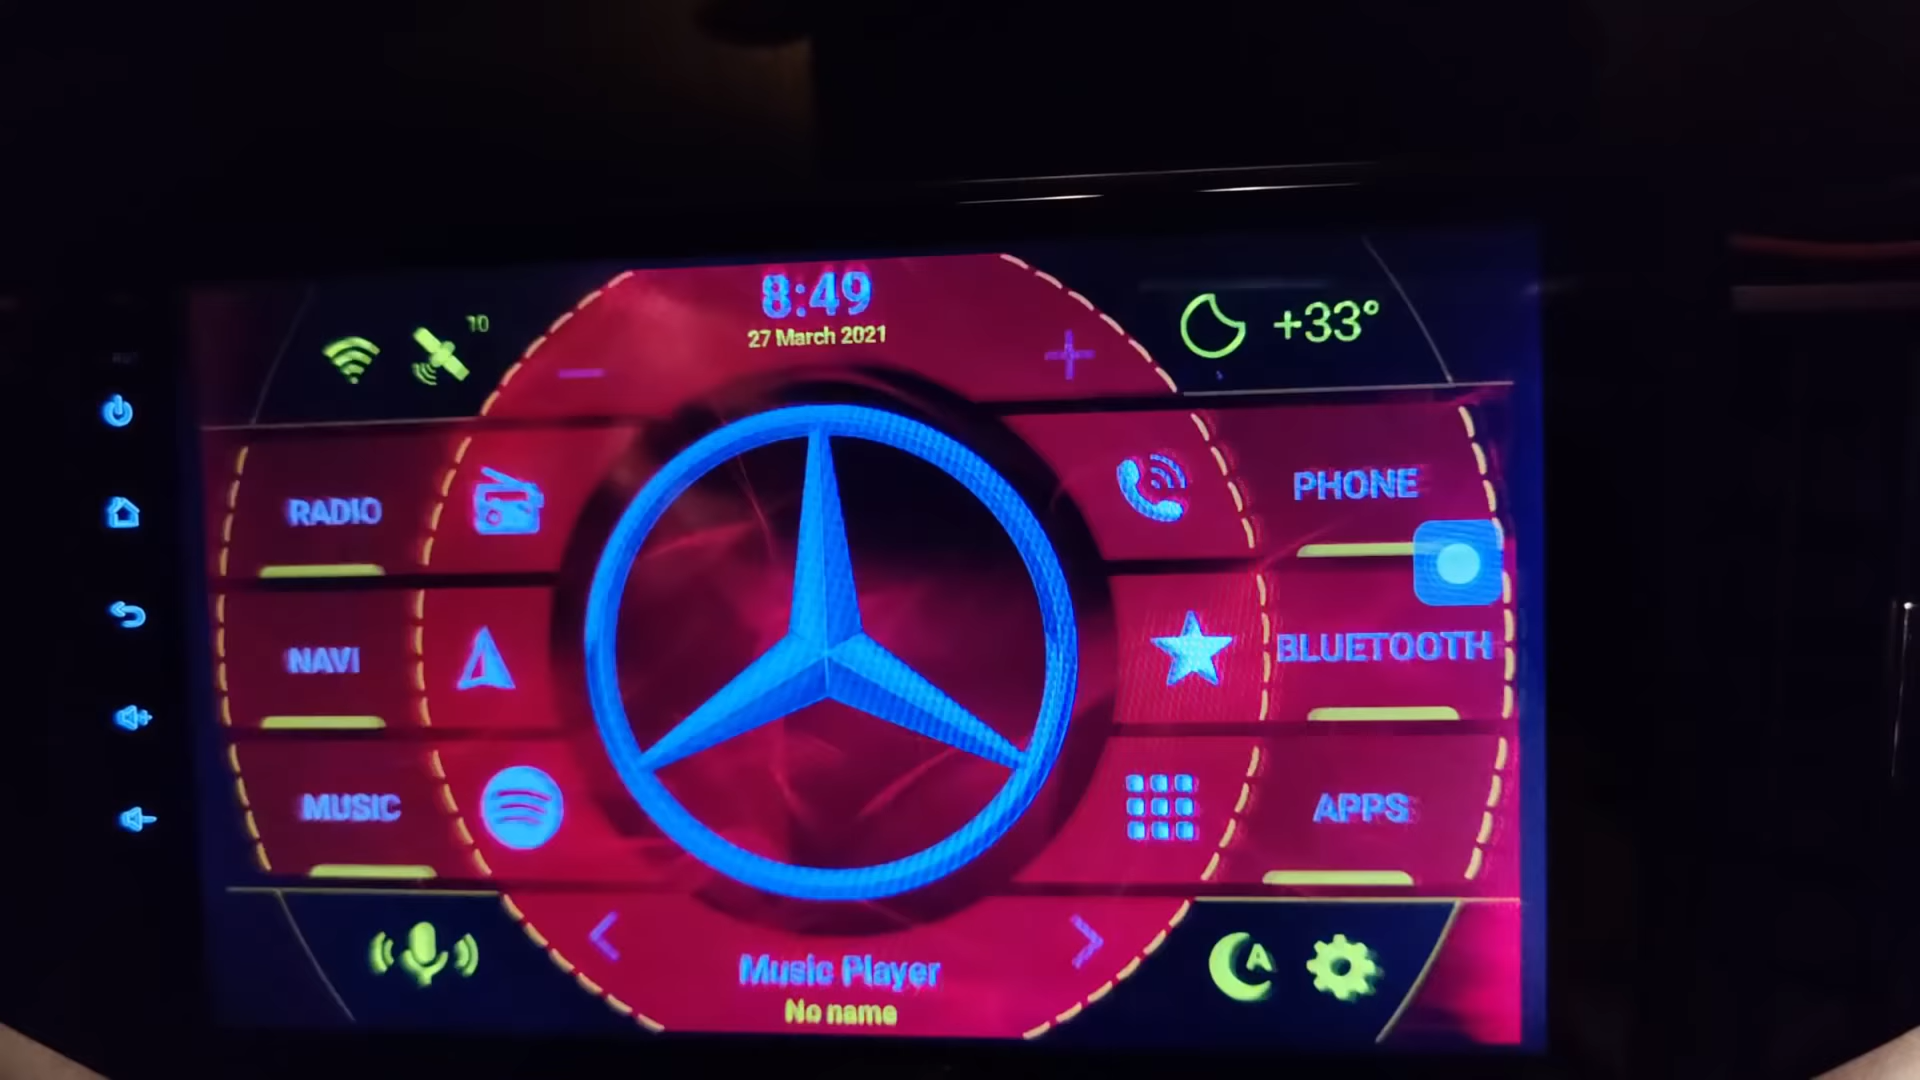 8:49
27 March 2021
10
+33°
RADIO
PHONE
NAVI
BLUETOOTH
MUSIC
APPS
A
Music Player
No name